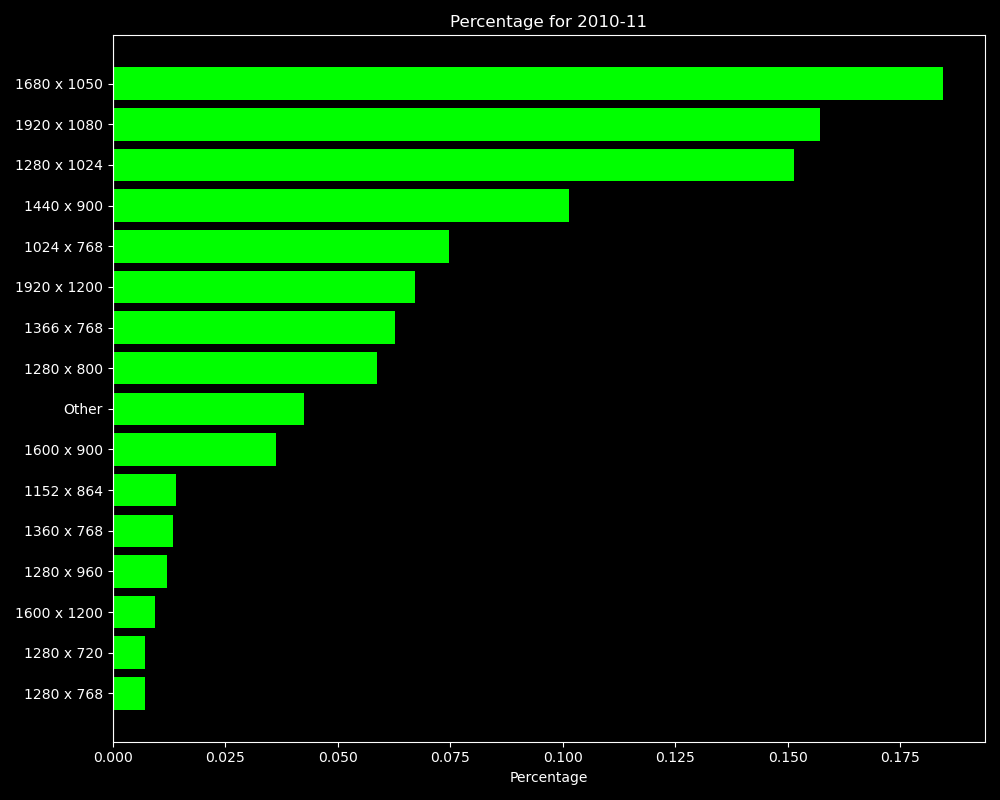 Percentage for 2010-11
1680 x 1050
1920 x 1080
1280 x 1024
1440 x 900
1024 x 768
1920 x 1200
1366 x 768
1280 x 800
Other
1600 x 900
1152 x 864
1360 x 768
1280 x 960
1600 x 1200
1280 x 720
1280 x 768
0.000 0.025 0.050 0.075 0.100 0.125 0.150 0.175
Percentage